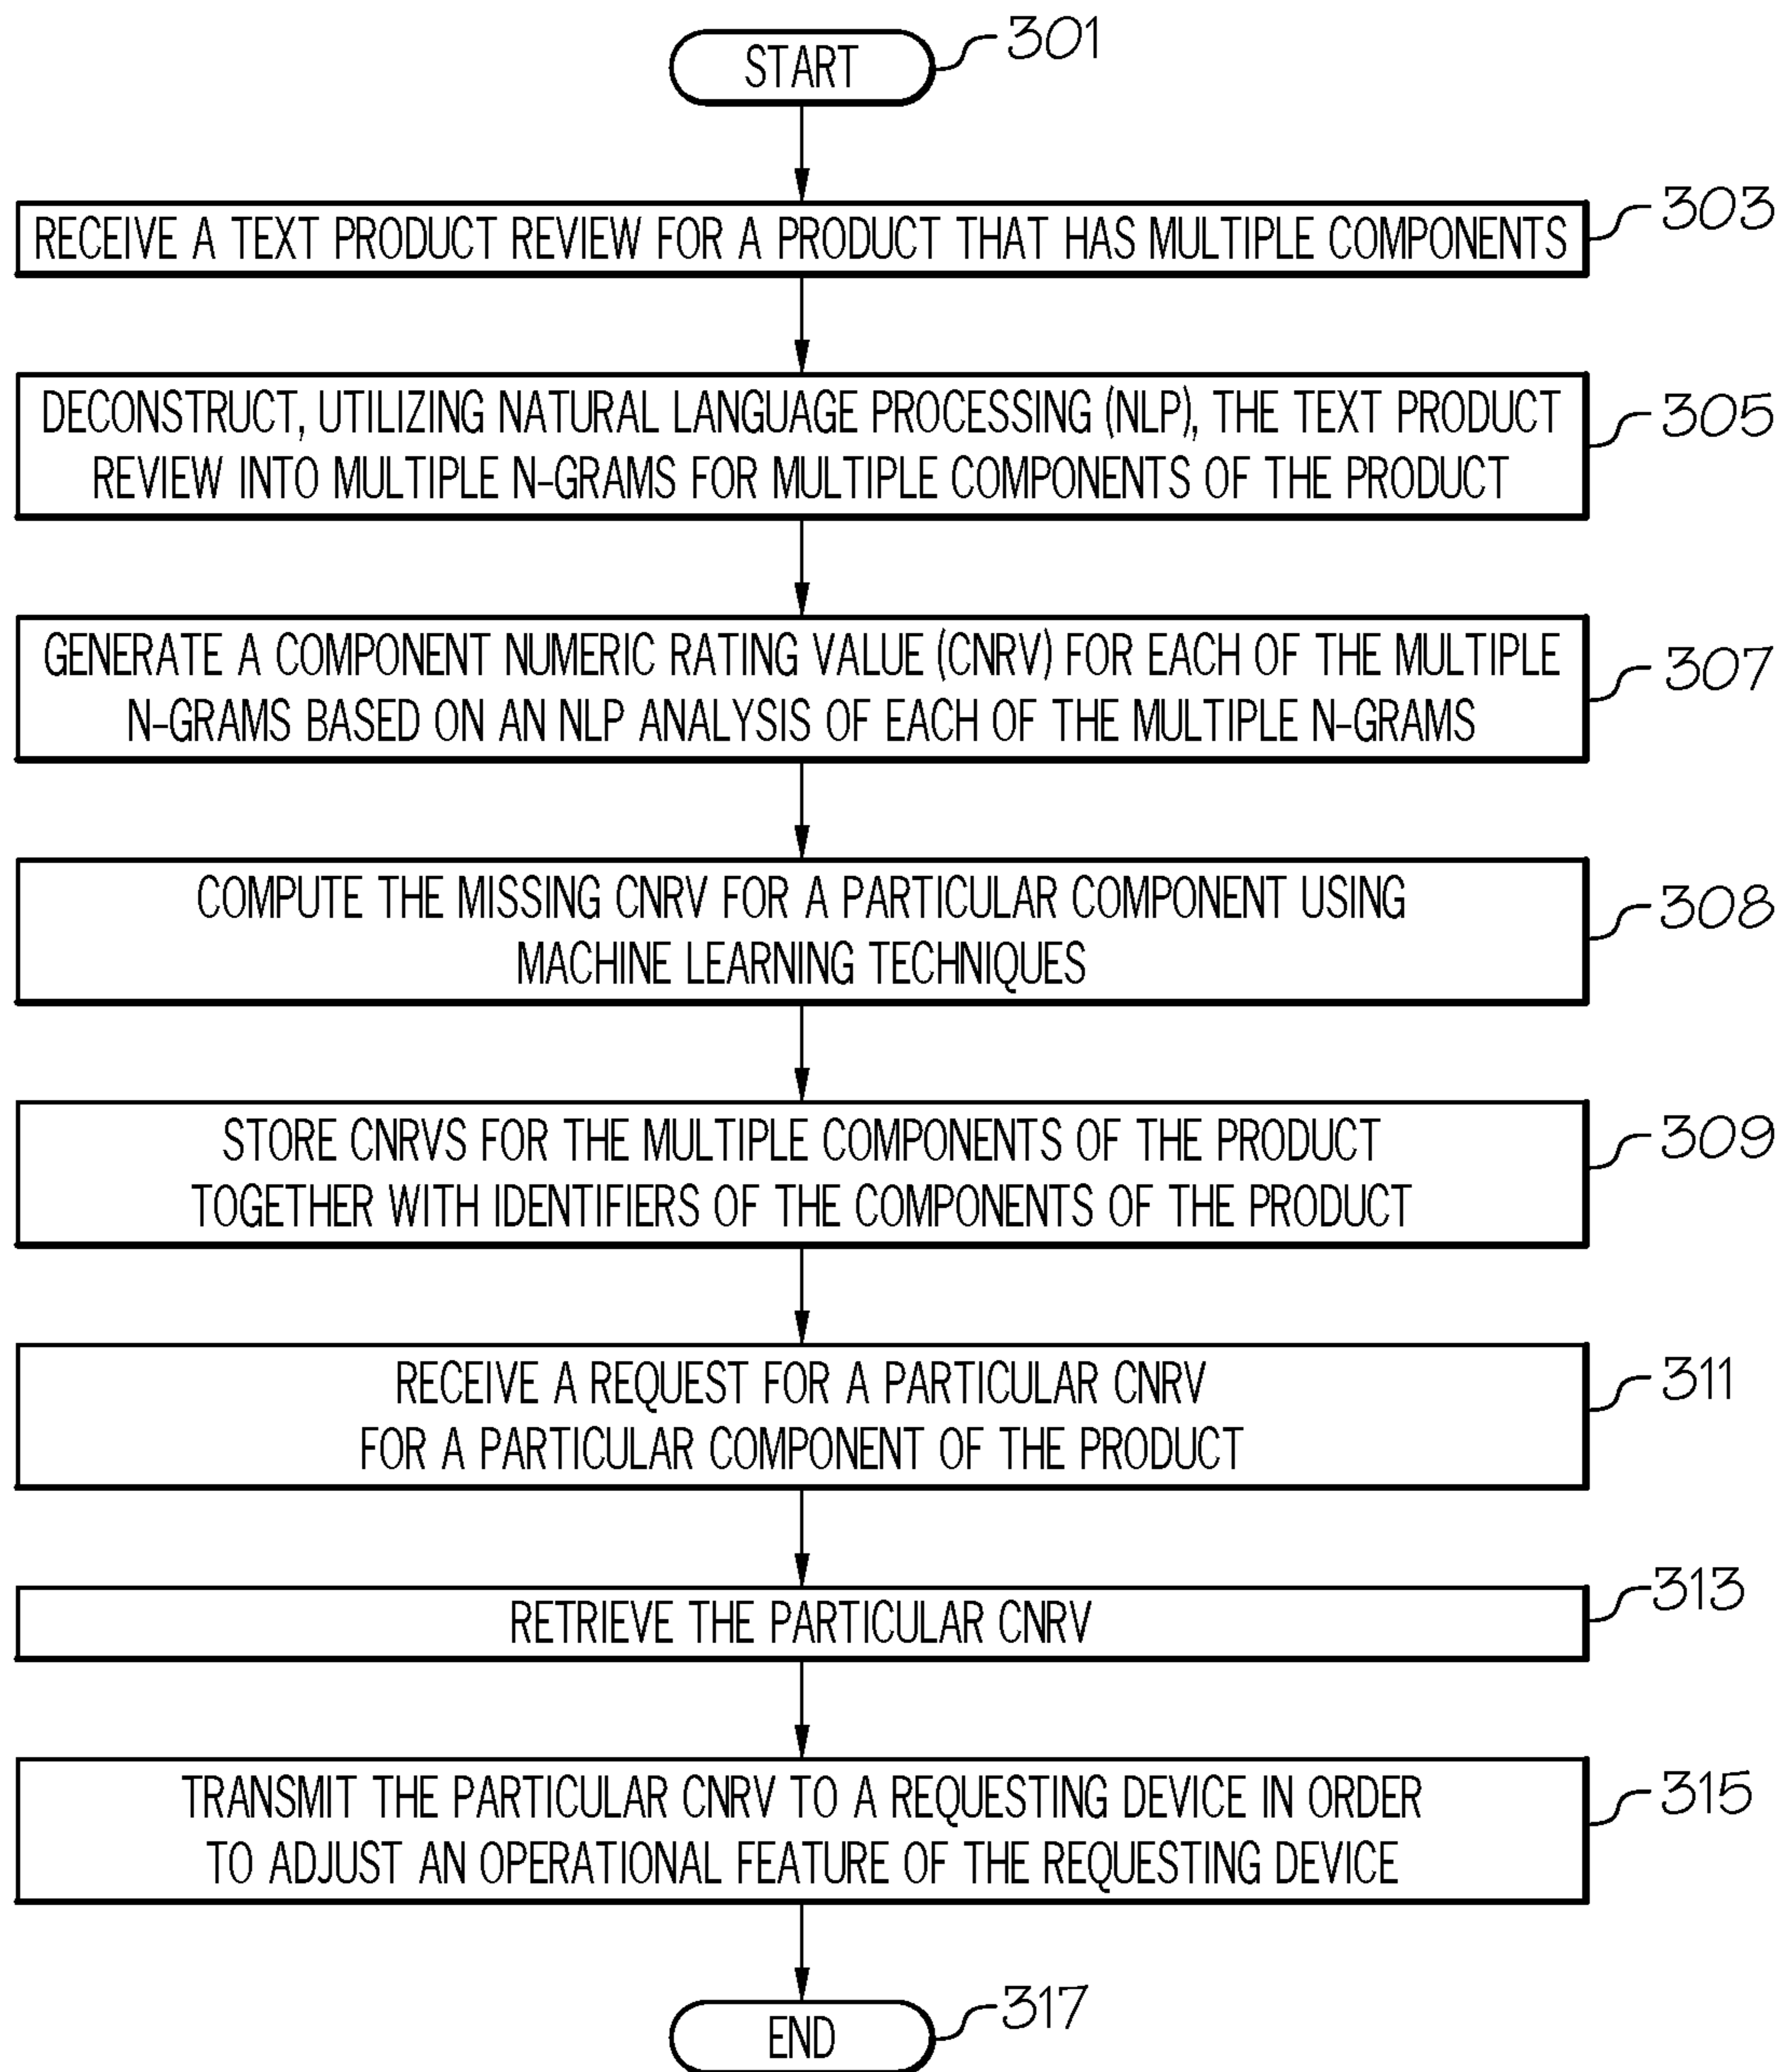 START
301
RECEIVE A TEXT PRODUCT REVIEW FOR A PRODUCT THAT HAS MULTIPLE COMPONENTS
303
DECONSTRUCT, UTILIZING NATURAL LANGUAGE PROCESSING (NLP), THE TEXT PRODUCT
REVIEW INTO MULTIPLE N-GRAMS FOR MULTIPLE COMPONENTS OF THE PRODUCT
305
GENERATE A COMPONENT NUMERIC RATING VALUE (CNRV) FOR EACH OF THE MULTIPLE
N-GRAMS BASED ON AN NLP ANALYSIS OF EACH OF THE MULTIPLE N-GRAMS
307
COMPUTE THE MISSING CNRV FOR A PARTICULAR COMPONENT USING
MACHINE LEARNING TECHNIQUES
308
STORE CNRVS FOR THE MULTIPLE COMPONENTS OF THE PRODUCT
TOGETHER WITH IDENTIFIERS OF THE COMPONENTS OF THE PRODUCT
309
RECEIVE A REQUEST FOR A PARTICULAR CNRV
FOR A PARTICULAR COMPONENT OF THE PRODUCT
311
RETRIEVE THE PARTICULAR CNRV
313
TRANSMIT THE PARTICULAR CNRV TO A REQUESTING DEVICE IN ORDER
TO ADJUST AN OPERATIONAL FEATURE OF THE REQUESTING DEVICE
315
END
317